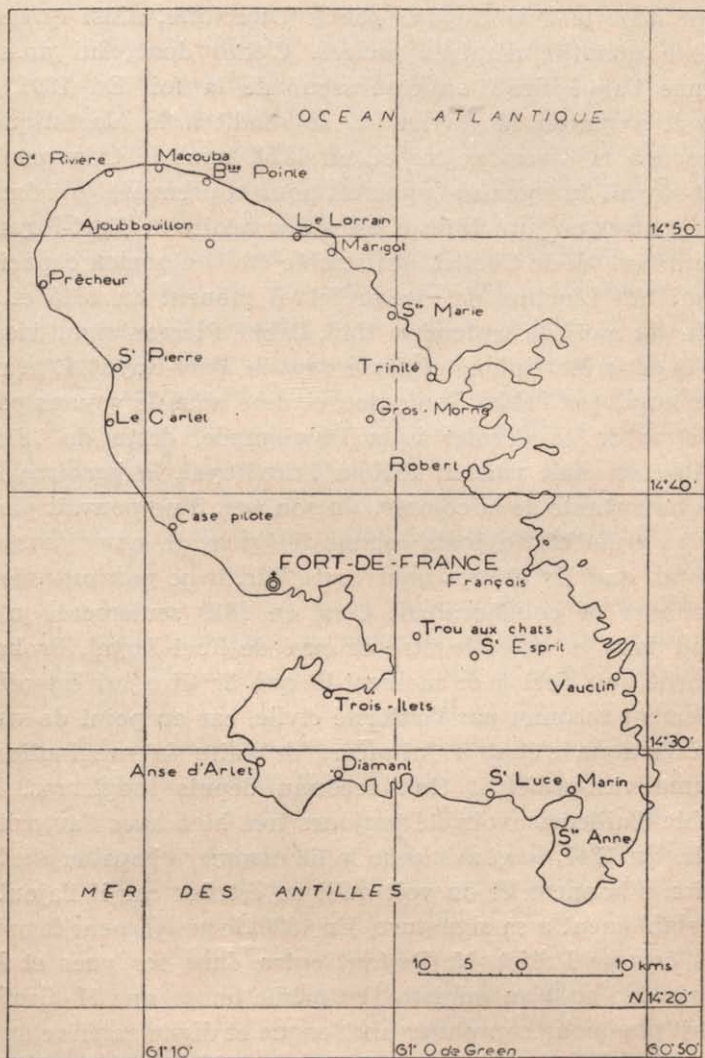 OCEAN ATLANTIQUE
Gde Rivière
Macouba
Bsse Pointe
Ajoubbouillon
Le Lorrain
14°50'
Marigot
Prêcheur
Ste Marie
St Pierre
Trinité
Le Carlet
Gros-Morne
Robert
14°40'
Case pilote
FORT-DE-FRANCE
François
Trou aux chats
St Esprit
Vauclin
Trois-Ilets
14°30'
Anse d'Arlet
Diamant
St Luce
Marin
Ste Anne
MER DES ANTILLES
10 5 0 10 kms
N 14°20'
61°10'
61° O de Green
60°50'